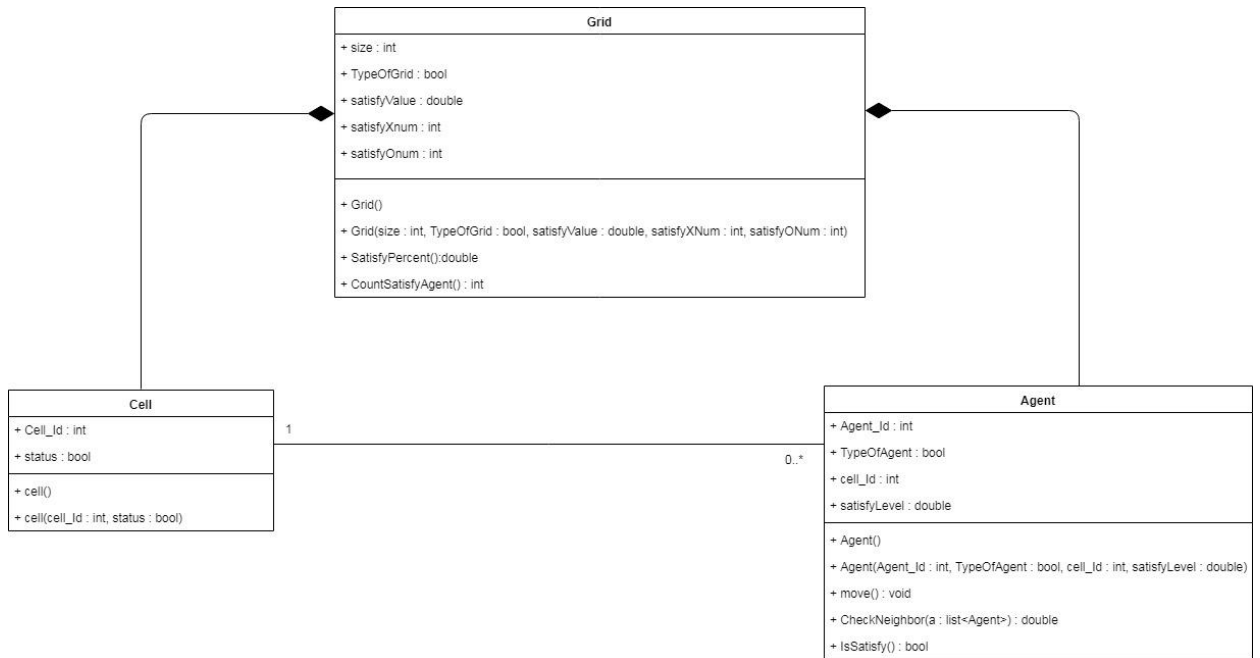 Grid
+ size : int
+ TypeOfGrid : bool
+ satisfyValue : double
+ satisfyXnum : int
+ satisfyOnum : int
+ Grid()
+ Grid(size : int, TypeOfGrid : bool, satisfyValue : double, satisfyXNum : int, satisfyONum : int)
+ SatisfyPercent():double
+ CountSatisfyAgent() : int
Cell
+ Cell_Id : int
+ status : bool
+ cell()
+ cell(cell_Id : int, status : bool)
1
0..*
Agent
+ Agent_Id : int
+ TypeOfAgent : bool
+ cell_Id : int
+ satisfyLevel : double
+ Agent()
+ Agent(Agent_Id : int, TypeOfAgent : bool, cell_Id : int, satisfyLevel : double)
+ move() : void
+ CheckNeighbor(a : list<Agent>) : double
+ IsSatisfy() : bool